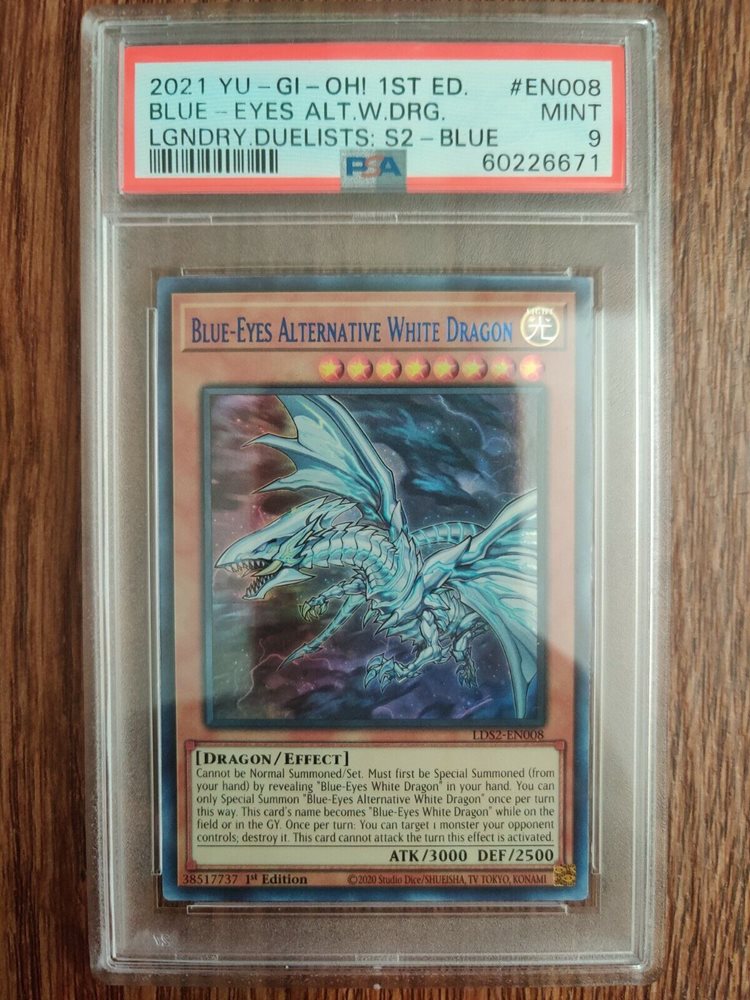 2021 YU-GI-OH! 1ST ED. #EN008
BLUE-EYES ALT.W.DRG. MINT
LGNDRY.DUELISTS: S2-BLUE 9
PSA 60226671
BLUE-EYES ALTERNATIVE WHITE DRAGON
LIGHT
光
LDS2-EN008
[DRAGON/EFFECT]
Cannot be Normal Summoned/Set. Must first be Special Summoned (from
your hand) by revealing "Blue-Eyes White Dragon" in your hand. You can
only Special Summon "Blue-Eyes Alternative White Dragon" once per turn
this way. This card's name becomes "Blue-Eyes White Dragon" while on the
field or in the GY. Once per turn: You can target 1 monster your opponent
controls; destroy it. This card cannot attack the turn this effect is activated.
ATK/3000 DEF/2500
38517737 1st Edition ©2020 Studio Dice/SHUEISHA, TV TOKYO, KONAMI